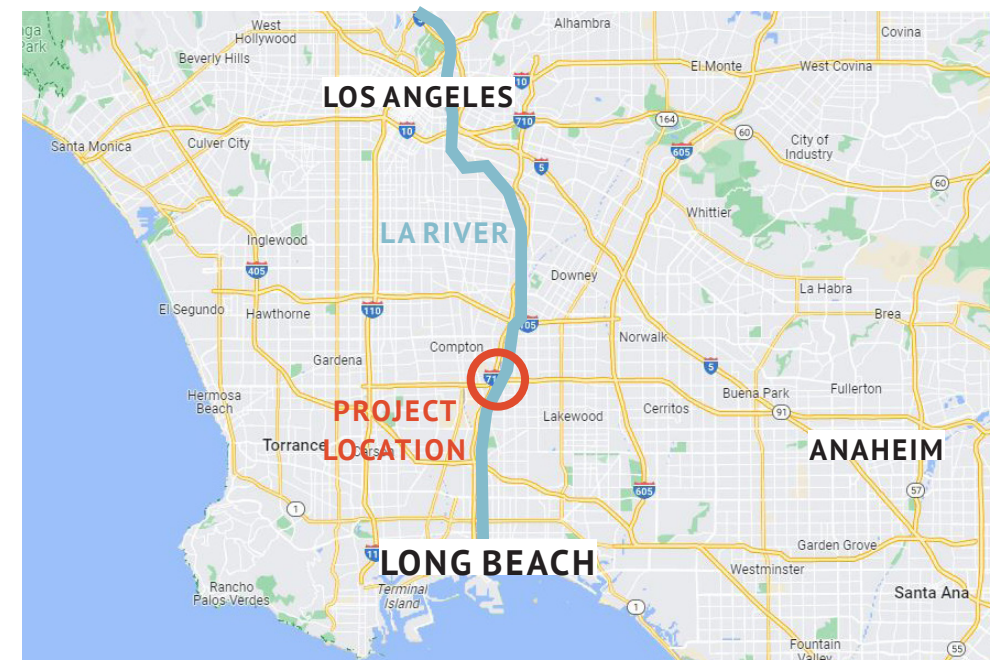 West
Hollywood
Alhambra
Covina
ga
Park
Beverly Hills
El Monte
West Covina
10
LOS ANGELES
710
164
10
60
Santa Monica
Culver City
City of
Industry
605
5
60
Whittier
LA RIVER
Inglewood
405
Downey
La Habra
El Segundo
Hawthorne
110
105
Brea
Norwalk
Compton
Gardena
5
71
Hermosa
Beach
Buena Park
Fullerton
PROJECT
LOCATION
Lakewood
Cerritos
91
Torrance
ANAHEIM
605
57
1
Garden Grove
11
LONG BEACH
Westminster
Rancho
Palos Verdes
Terminal
Island
Santa Ana
1
Fountain
Valley
55